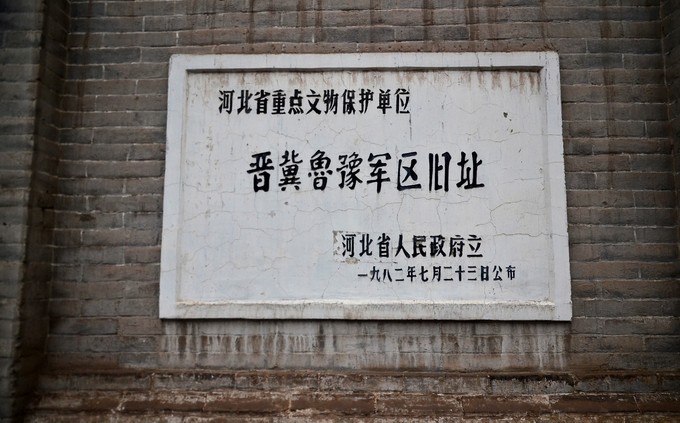 河北省重点文物保护单位
晋冀鲁豫军区旧址
河北省人民政府立
一九八二年七月二十三日公布